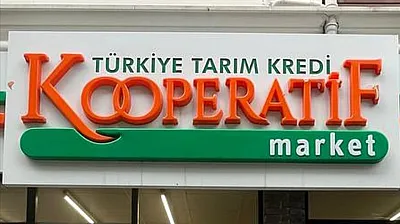 TÜRKİYE TARIM KREDİ
KOOPERATİF
market